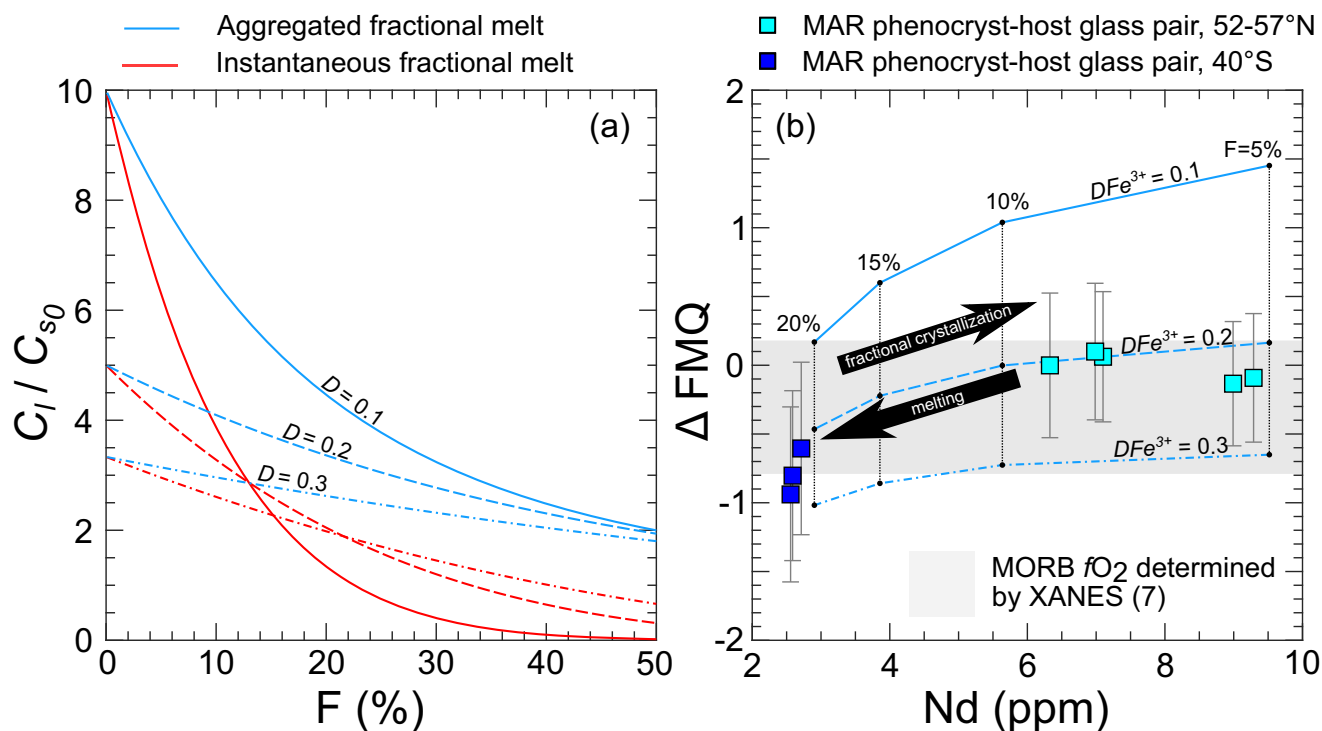 Aggregated fractional melt
Instantaneous fractional melt
MAR phenocryst-host glass pair, 52-57°N
MAR phenocryst-host glass pair, 40°S
(a)
10
8
6
4
2
0
C_l / C_{s_0}
D = 0.1
D = 0.2
D = 0.3
0 10 20 30 40 50
F (%)
(b)
2
1
0
-1
-2
Δ FMQ
F=5%
10%
15%
20%
DFe³⁺ = 0.1
fractional crystallization
DFe³⁺ = 0.2
melting
DFe³⁺ = 0.3
MORB fO₂ determined
by XANES (7)
2 4 6 8 10
Nd (ppm)